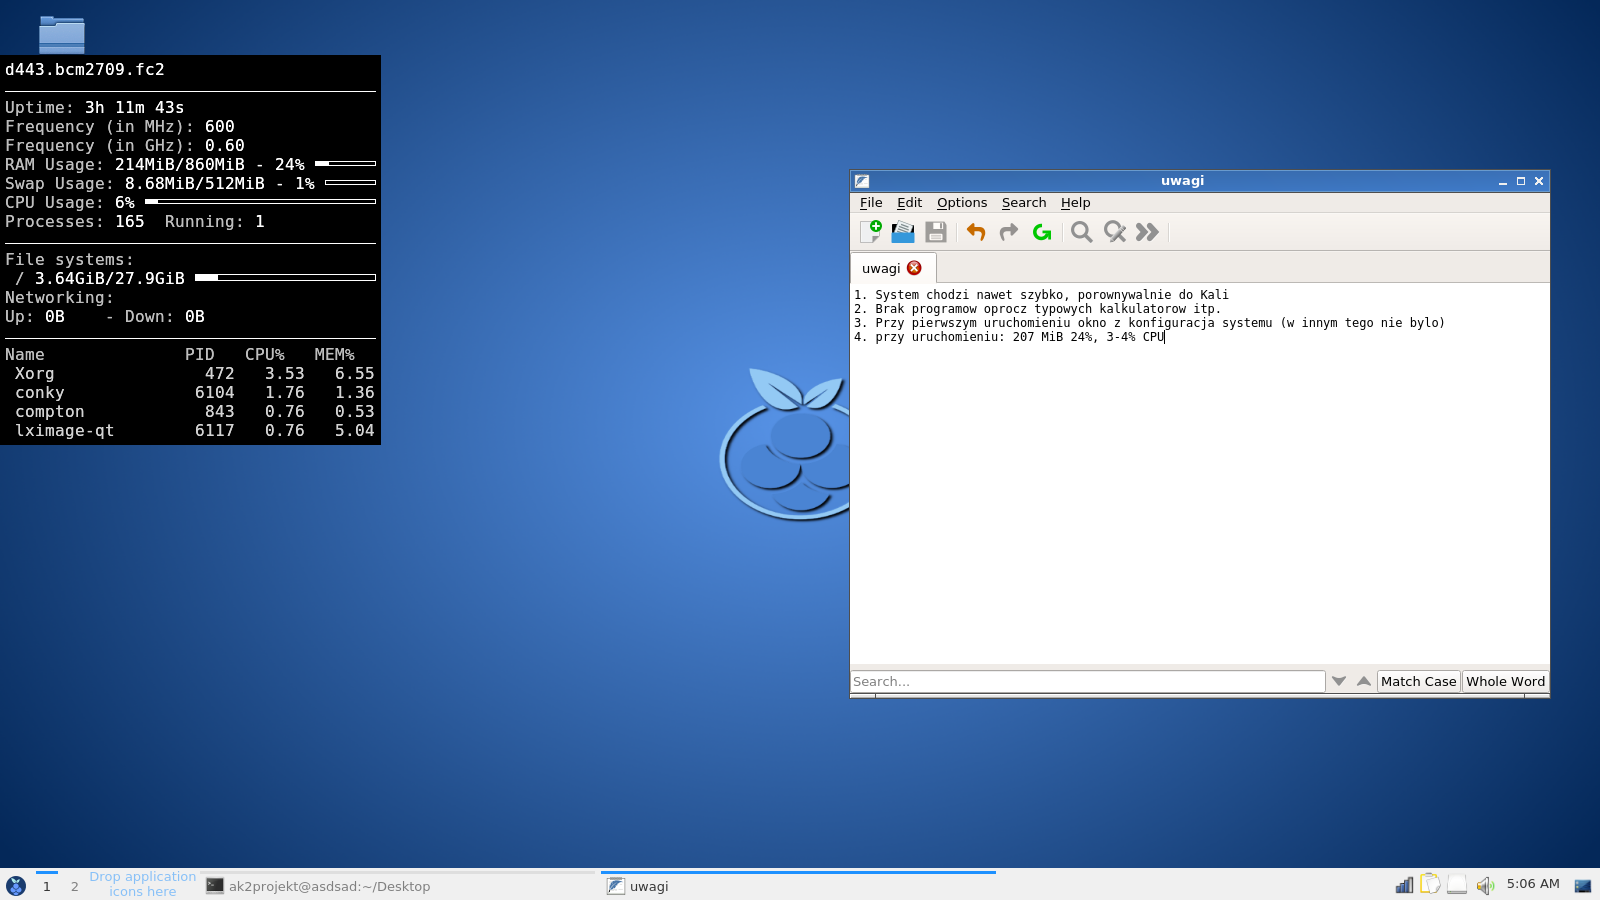 d443.bcm2709.fc2
Uptime: 3h 11m 43s
Frequency (in MHz): 600
Frequency (in GHz): 0.60
RAM Usage: 214MiB/860MiB - 24%
Swap Usage: 8.68MiB/512MiB - 1%
CPU Usage: 6%
Processes: 165  Running: 1
File systems:
/ 3.64GiB/27.9GiB
Networking:
Up: 0B    - Down: 0B
Name PID CPU% MEM%
Xorg 472 3.53 6.55
conky 6104 1.76 1.36
compton 843 0.76 0.53
lximage-qt 6117 0.76 5.04
uwagi
File Edit Options Search Help
uwagi
1. System chodzi nawet szybko, porownywalnie do Kali
2. Brak programow oprocz typowych kalkulatorow itp.
3. Przy pierwszym uruchomieniu okno z konfiguracja systemu (w innym tego nie bylo)
4. przy uruchomieniu: 207 MiB 24%, 3-4% CPU
Search... Match Case Whole Word
1 2 Drop application
icons here
ak2projekt@asdsad:~/Desktop
uwagi
5:06 AM